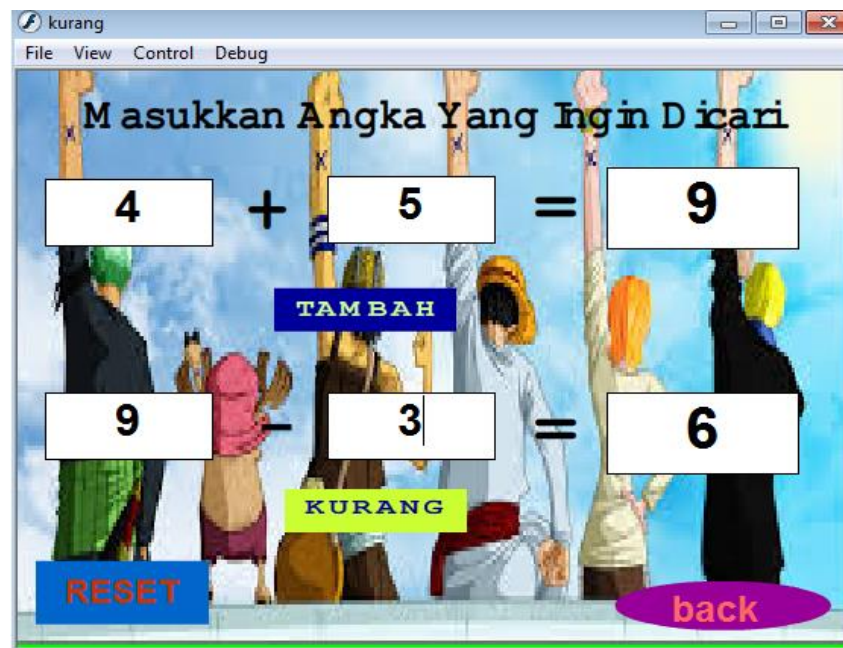 kurang
File View Control Debug
Masukkan Angka Yang Ingin Dicari
4 + 5 = 9
TAMBAH
9 - 3 = 6
KURANG
RESET
back